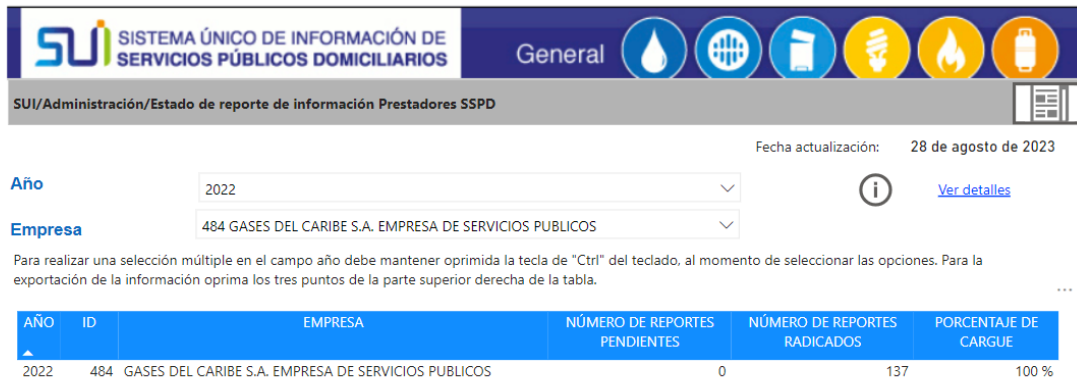 SUI SISTEMA ÚNICO DE INFORMACIÓN DE
SERVICIOS PÚBLICOS DOMICILIARIOS
General
SUI/Administración/Estado de reporte de información Prestadores SSPD
Fecha actualización: 28 de agosto de 2023
Año 2022
Ver detalles
Empresa 484 GASES DEL CARIBE S.A. EMPRESA DE SERVICIOS PUBLICOS
Para realizar una selección múltiple en el campo año debe mantener oprimida la tecla de "Ctrl" del teclado, al momento de seleccionar las opciones. Para la
exportación de la información oprima los tres puntos de la parte superior derecha de la tabla.
AÑO ID EMPRESA NÚMERO DE REPORTES PENDIENTES NÚMERO DE REPORTES RADICADOS PORCENTAJE DE CARGUE
2022 484 GASES DEL CARIBE S.A. EMPRESA DE SERVICIOS PUBLICOS 0 137 100 %